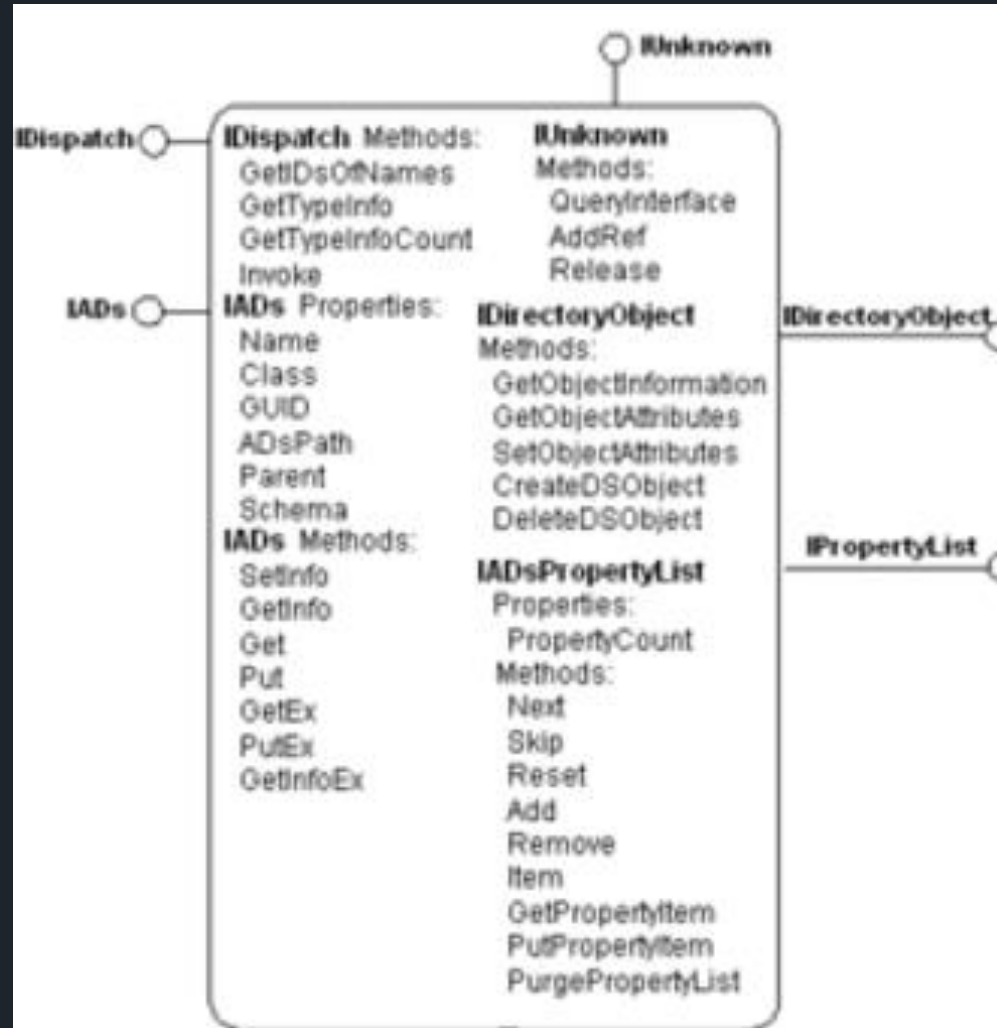 IUnknown
IDispatch
IDispatch Methods:
GetIDsOfNames
GetTypeInfo
GetTypeInfoCount
Invoke
IADs
IADs Properties:
Name
Class
GUID
ADsPath
Parent
Schema
IADs Methods:
SetInfo
GetInfo
Get
Put
GetEx
PutEx
GetInfoEx
IUnknown
Methods:
QueryInterface
AddRef
Release
IDirectoryObject
Methods:
GetObjectInformation
GetObjectAttributes
SetObjectAttributes
CreateDSObject
DeleteDSObject
IADsPropertyList
Properties:
PropertyCount
Methods:
Next
Skip
Reset
Add
Remove
Item
GetPropertyItem
PutPropertyItem
PurgePropertyList
IDirectoryObject
IPropertyList